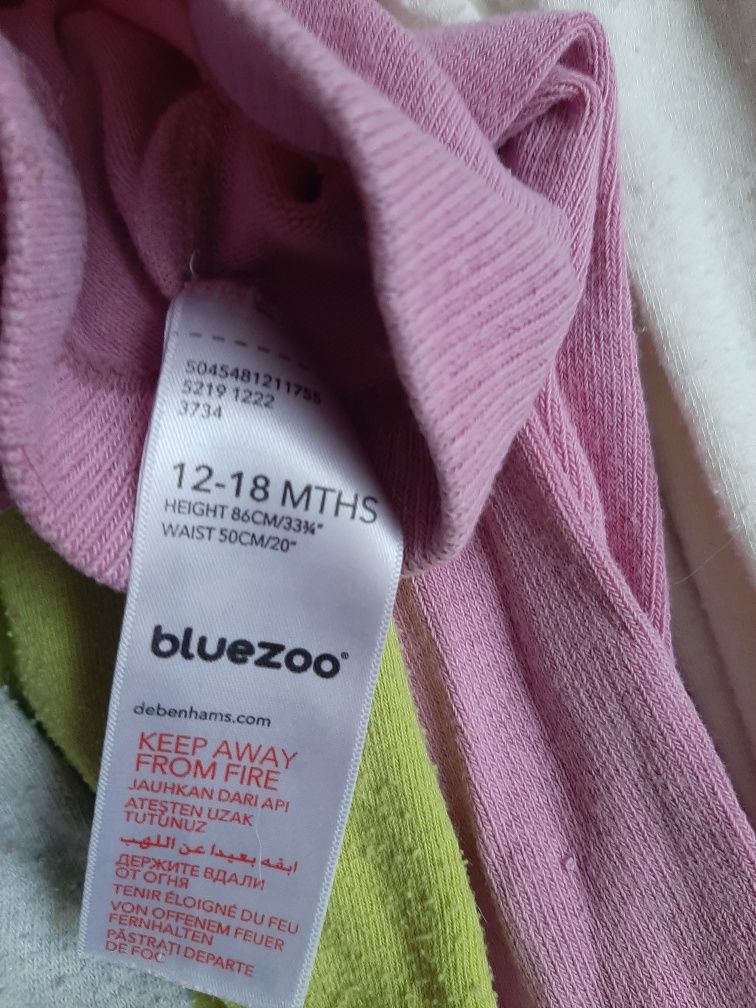 5045481211755
5219 1222
3734
12-18 MTHS
HEIGHT 86CM/33¾"
WAIST 50CM/20"
bluezoo®
debenhams.com
KEEP AWAY
FROM FIRE
JAUHKAN DARI API
ATEŞTEN UZAK
TUTUNUZ
ابقه بعيدا عن اللهب
ДЕРЖИТЕ ВДАЛИ
ОТ ОГНЯ
TENIR ÉLOIGNÉ DU FEU
VON OFFENEM FEUER
FERNHALTEN
PĂSTRAȚI DEPARTE
DE FOC